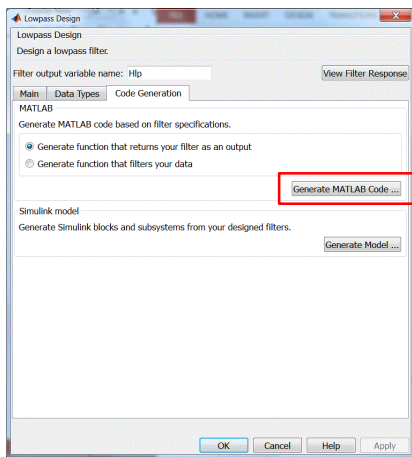 Lowpass Design
Lowpass Design
Design a lowpass filter.
Filter output variable name: Hlp View Filter Response
Main Data Types Code Generation
MATLAB
Generate MATLAB code based on filter specifications.
Generate function that returns your filter as an output
Generate function that filters your data
Generate MATLAB Code ...
Simulink model
Generate Simulink blocks and subsystems from your designed filters.
Generate Model ...
OK Cancel Help Apply